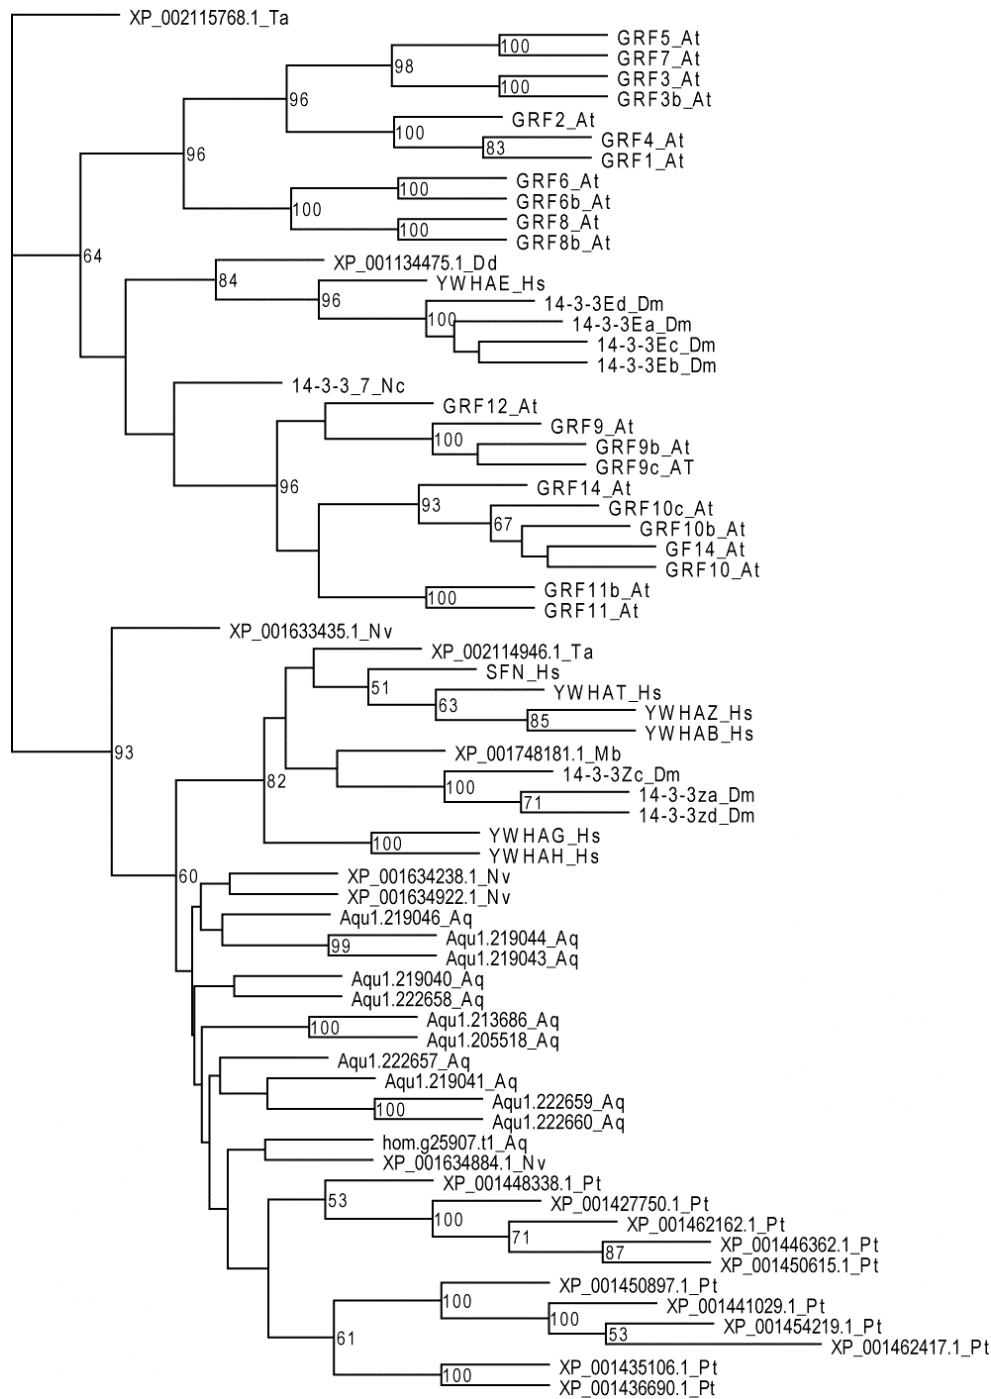 XP_002115768.1_Ta
GRF5_At
100
GRF7_At
98
GRF3_At
100
GRF3b_At
96
GRF2_At
100
GRF4_At
83
GRF1_At
96
GRF6_At
100
GRF6b_At
100
GRF8_At
100
GRF8b_At
64
XP_001134475.1_Dd
84
YWHAE_Hs
96
14-3-3Ed_Dm
100
14-3-3Ea_Dm
14-3-3Ec_Dm
14-3-3Eb_Dm
14-3-3_7_Nc
GRF12_At
GRF9_At
100
GRF9b_At
GRF9c_AT
96
GRF14_At
93
GRF10c_At
67
GRF10b_At
GF14_At
GRF10_At
GRF11b_At
100
GRF11_At
XP_001633435.1_Nv
XP_002114946.1_Ta
SFN_Hs
51
YWHAT_Hs
63
YWHAZ_Hs
85
YWHAB_Hs
93
XP_001748181.1_Mb
82
14-3-3Zc_Dm
100
14-3-3za_Dm
71
14-3-3zd_Dm
YWHAG_Hs
100
YWHAH_Hs
60
XP_001634238.1_Nv
XP_001634922.1_Nv
Aqu1.219046_Aq
Aqu1.219044_Aq
99
Aqu1.219043_Aq
Aqu1.219040_Aq
Aqu1.222658_Aq
Aqu1.213686_Aq
100
Aqu1.205518_Aq
Aqu1.222657_Aq
Aqu1.219041_Aq
Aqu1.222659_Aq
100
Aqu1.222660_Aq
hom.g25907.t1_Aq
XP_001634884.1_Nv
XP_001448338.1_Pt
53
XP_001427750.1_Pt
100
XP_001462162.1_Pt
71
XP_001446362.1_Pt
87
XP_001450615.1_Pt
XP_001450897.1_Pt
100
XP_001441029.1_Pt
100
XP_001454219.1_Pt
53
XP_001462417.1_Pt
61
XP_001435106.1_Pt
100
XP_001436690.1_Pt